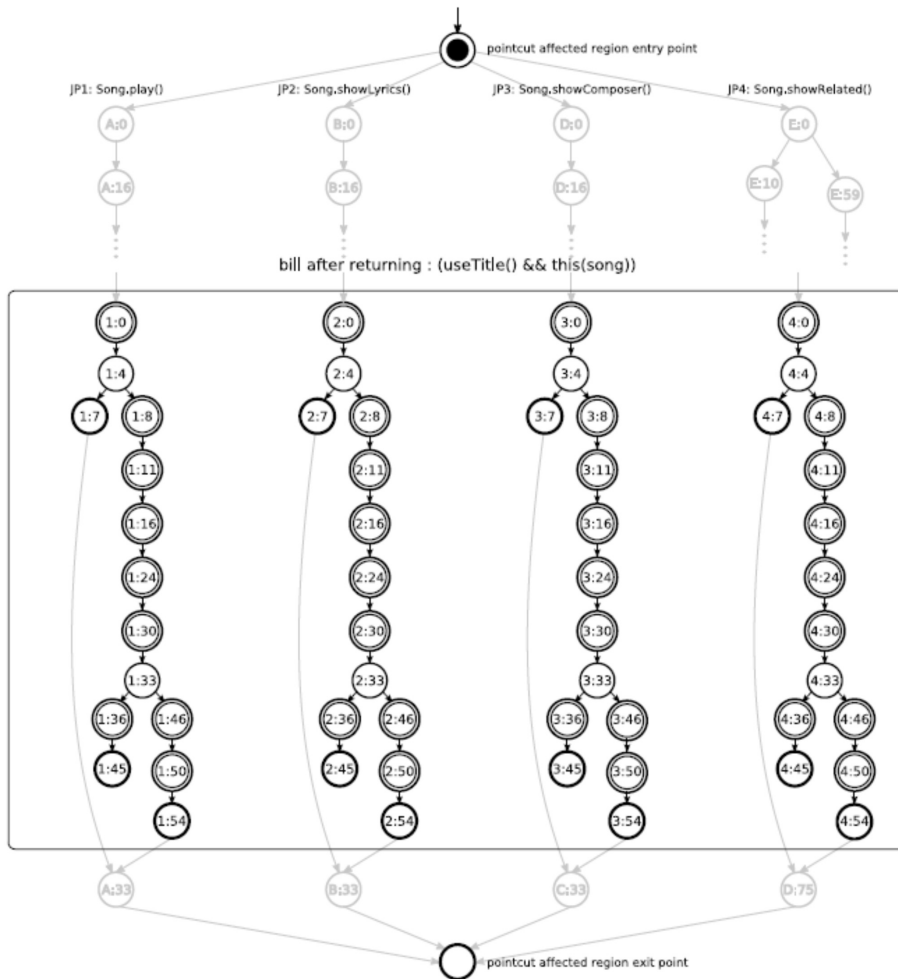 pointcut affected region entry point
JP1: Song.play() JP2: Song.showLyrics() JP3: Song.showComposer() JP4: Song.showRelated()
A:0 B:0 D:0 E:0
A:16 B:16 D:16 E:10 E:59
bill after returning : (useTitle() && this(song))
1:0 2:0 3:0 4:0
1:4 2:4 3:4 4:4
1:7 1:8 2:7 2:8 3:7 3:8 4:7 4:8
1:11 2:11 3:11 4:11
1:16 2:16 3:16 4:16
1:24 2:24 3:24 4:24
1:30 2:30 3:30 4:30
1:33 2:33 3:33 4:33
1:36 1:46 2:36 2:46 3:36 3:46 4:36 4:46
1:45 1:50 2:45 2:50 3:45 3:50 4:45 4:50
1:54 2:54 3:54 4:54
A:33 B:33 C:33 D:75
pointcut affected region exit point